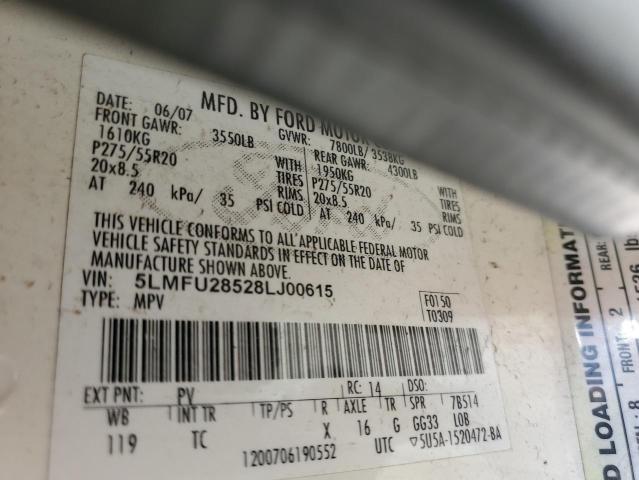 DATE: 06/07 MFD. BY FORD MOTOR
FRONT GAWR: 3550LB GVWR: 7800LB/ 3538KG
1610KG WITH REAR GAWR: 4300LB
P275/55R20 TIRES 1950KG WITH
20x8.5 RIMS P275/55R20 TIRES
AT 240 kPa/ 35 PSI COLD 20x8.5 RIMS
AT 240 kPa/ 35 PSI COLD
THIS VEHICLE CONFORMS TO ALL APPLICABLE FEDERAL MOTOR
VEHICLE SAFETY STANDARDS IN EFFECT ON THE DATE OF
MANUFACTURE SHOWN ABOVE.
VIN: 5LMFU28528LJ00615
TYPE: MPV
F0150
T0309
EXT PNT: PV RC: 14 DSO:
WB INT TR TP/PS R AXLE TR SPR 7B514
119 TC X 16 G GG33 LOB
1200706190552 UTC ▽5U5A-1520472-BA
D LOADING INFORMAT
REAR:
FRONT: 2
8